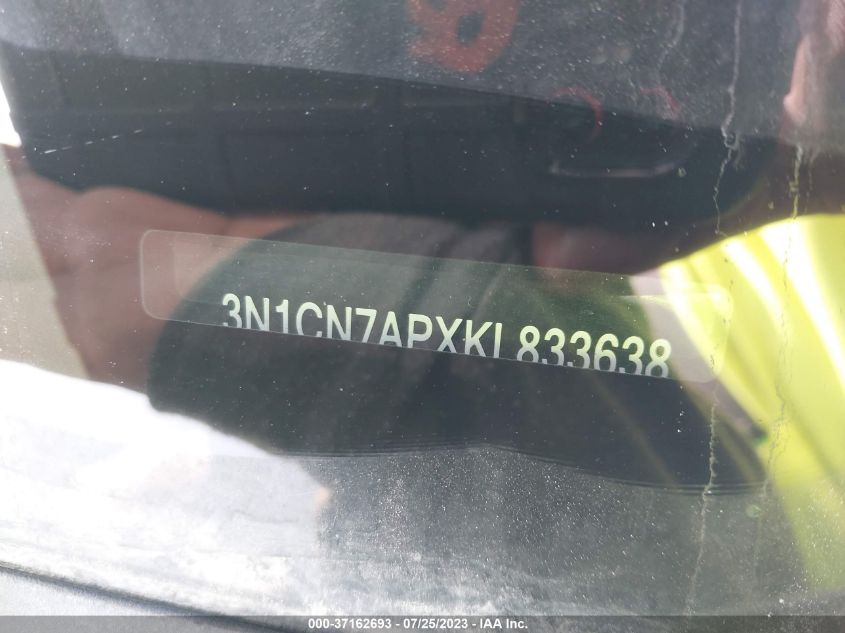 3N1CN7APXKL833638
000-37162693 / 07/25/2023 - IAA Inc.